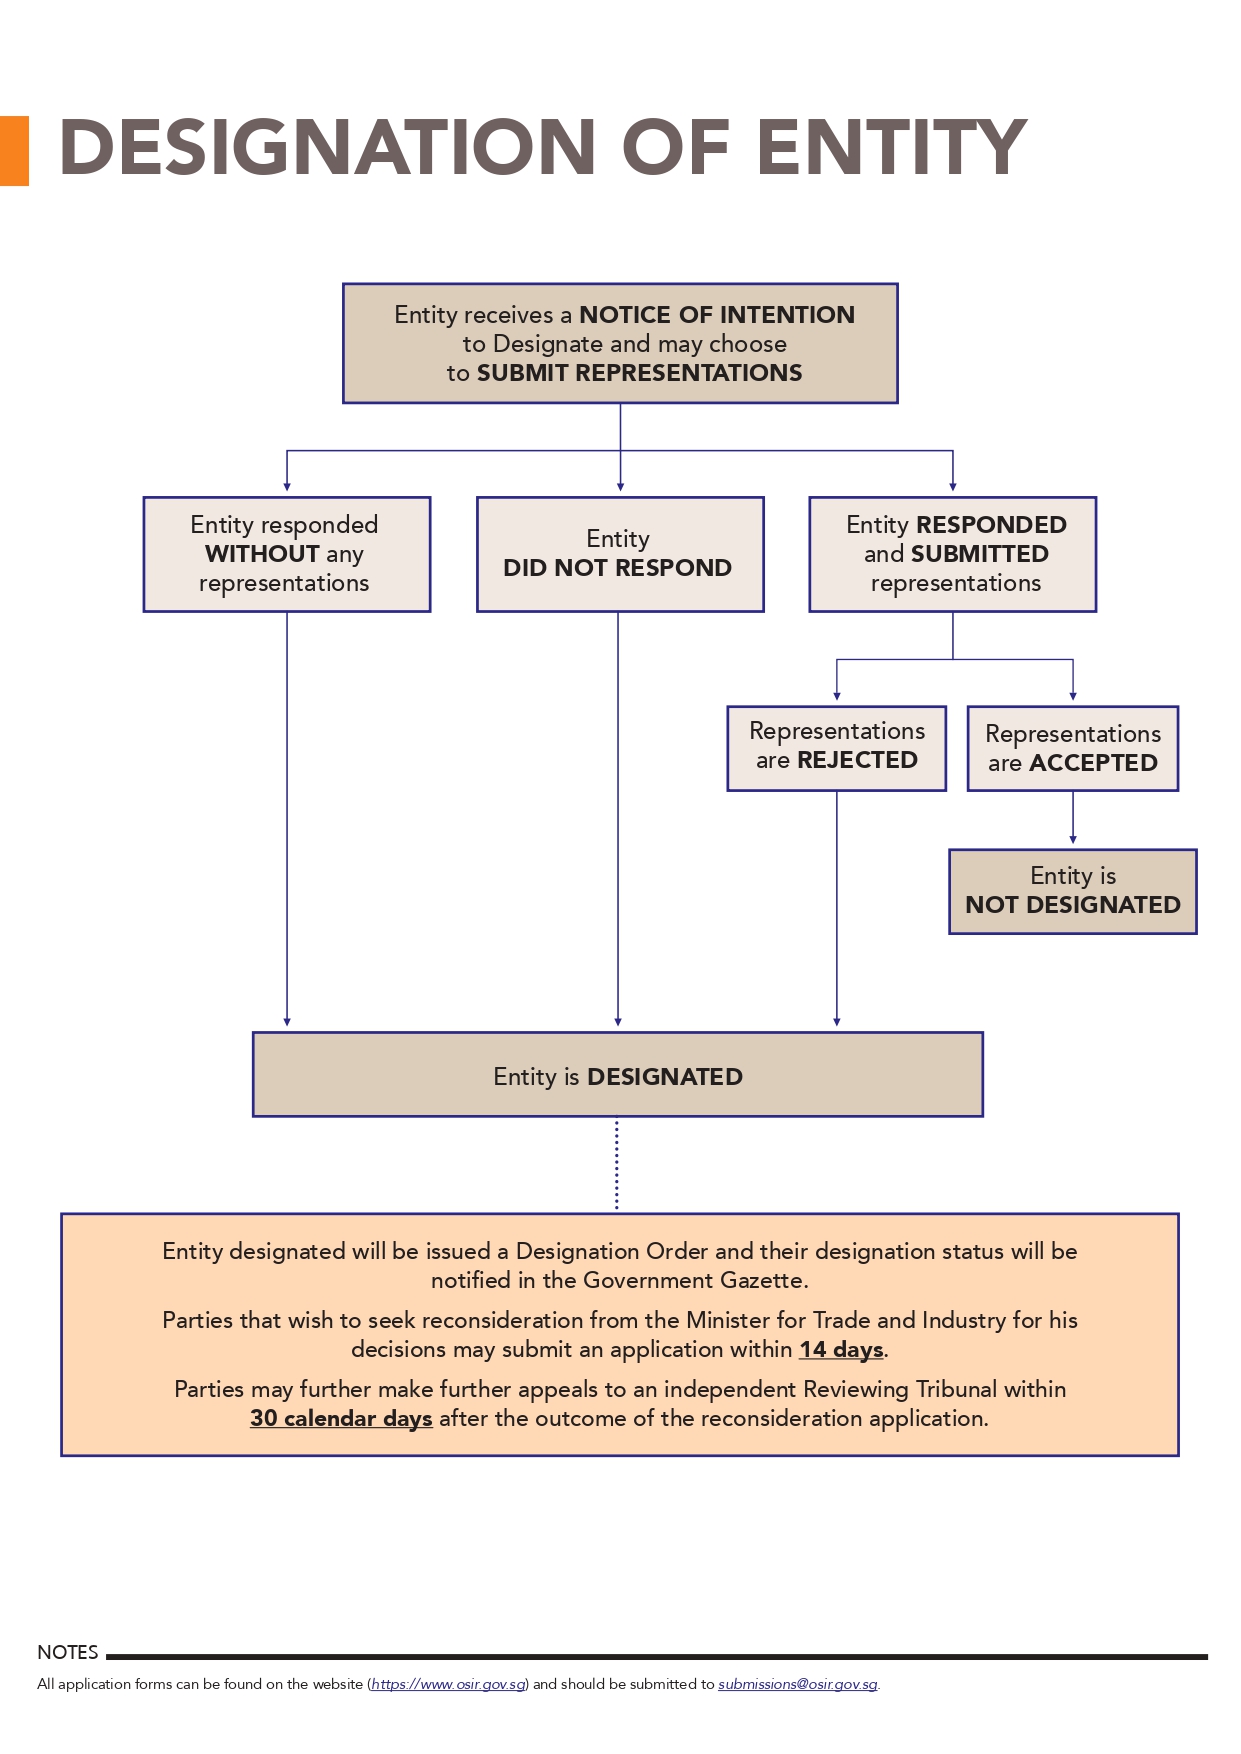 DESIGNATION OF ENTITY
Entity receives a NOTICE OF INTENTION
to Designate and may choose
to SUBMIT REPRESENTATIONS
Entity responded
WITHOUT any
representations
Entity
DID NOT RESPOND
Entity RESPONDED
and SUBMITTED
representations
Representations
are REJECTED
Representations
are ACCEPTED
Entity is
NOT DESIGNATED
Entity is DESIGNATED
Entity designated will be issued a Designation Order and their designation status will be
notified in the Government Gazette.
Parties that wish to seek reconsideration from the Minister for Trade and Industry for his
decisions may submit an application within 14 days.
Parties may further make further appeals to an independent Reviewing Tribunal within
30 calendar days after the outcome of the reconsideration application.
NOTES
All application forms can be found on the website (https://www.osir.gov.sg) and should be submitted to submissions@osir.gov.sg.